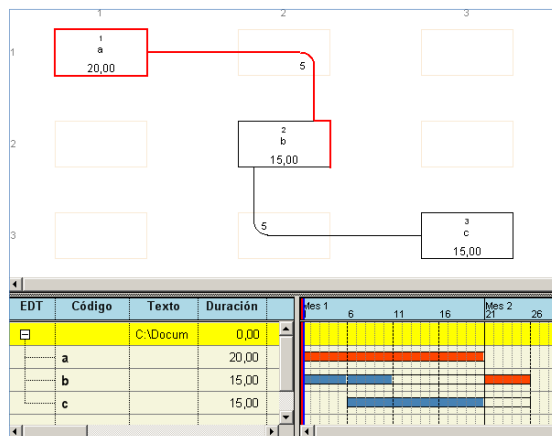 1 2 3
1
1
a
20,00
5
2
2
b
15,00
3
5
3
c
15,00
EDT Código Texto Duración
Mes 1 Mes 2
6 11 16 21 26
C:\Docum 0,00
a 20,00
b 15,00
c 15,00